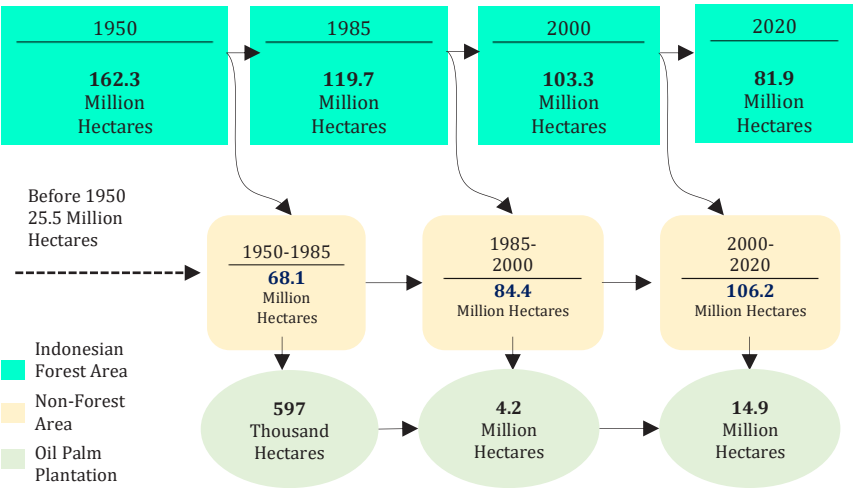 1950
162.3
Million
Hectares
1985
119.7
Million
Hectares
2000
103.3
Million
Hectares
2020
81.9
Million
Hectares
Before 1950
25.5 Million
Hectares
1950-1985
68.1
Million
Hectares
1985-
2000
84.4
Million Hectares
2000-
2020
106.2
Million Hectares
Indonesian
Forest Area
Non-Forest
Area
Oil Palm
Plantation
597
Thousand
Hectares
4.2
Million
Hectares
14.9
Million
Hectares